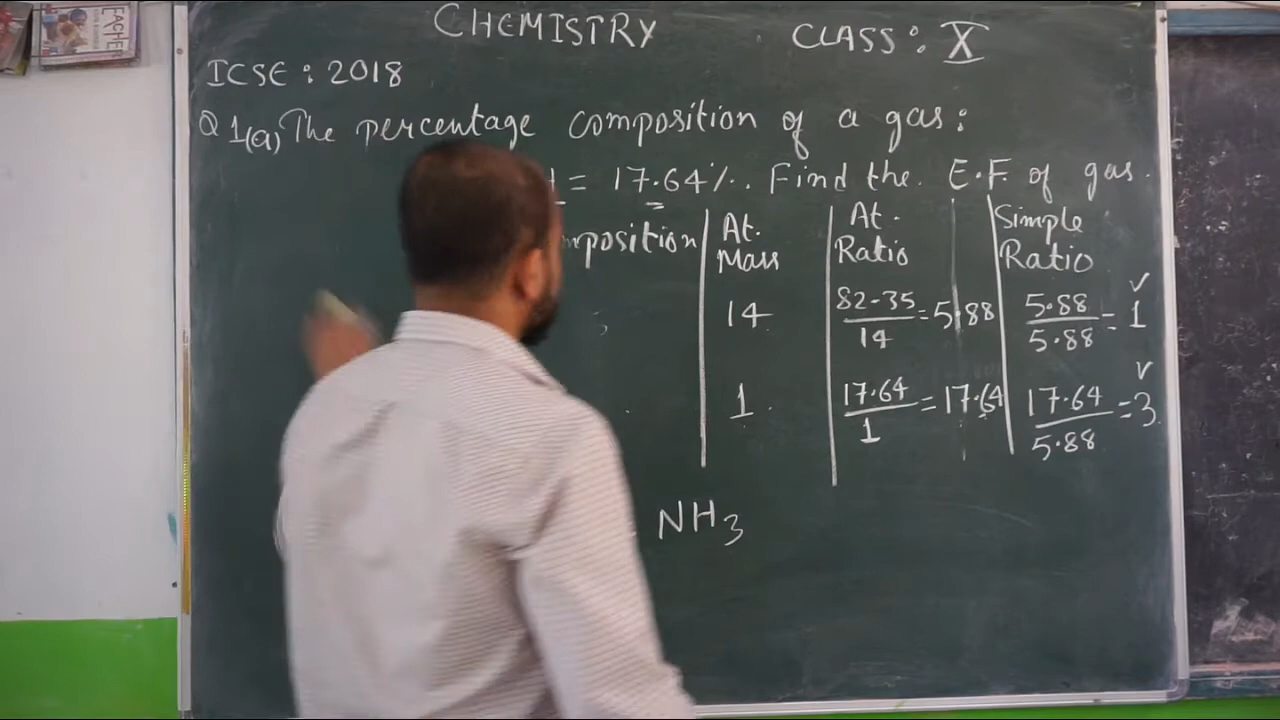 CHEMISTRY CLASS: X
ICSE: 2018
Q 1(a) The percentage composition of a gas:
= 17.64%. Find the. E.F. of gas.
mposition At. Mass At. Ratio Simple Ratio
14 82.35/14 = 5.88 5.88/5.88 = 1
1 17.64/1 = 17.64 17.64/5.88 = 3
NH3